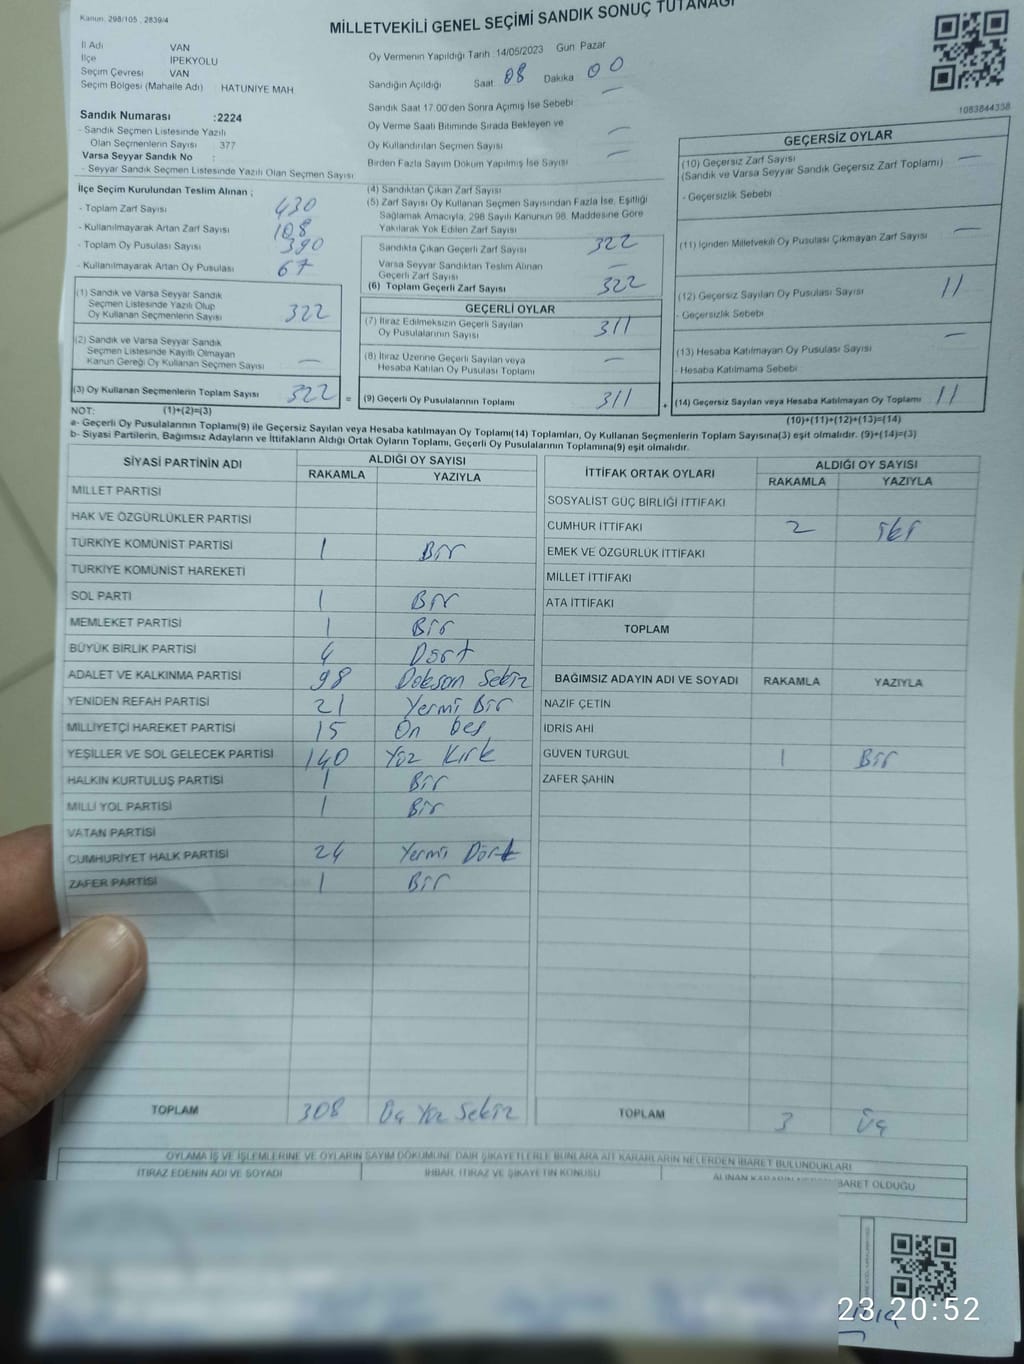 Kanun: 298/105, 2839/4
MİLLETVEKİLİ GENEL SEÇİMİ SANDIK SONUÇ TUTANAĞI
İl Adı VAN
İlçe İPEKYOLU
Seçim Çevresi VAN
Seçim Bölgesi (Mahalle Adı) HATUNİYE MAH
Oy Vermenin Yapıldığı Tarih :14/05/2023 Gün Pazar
Sandığın Açıldığı Saat 08 Dakika 00
Sandık Saat 17.00'den Sonra Açımış İse Sebebi
Oy Verme Saati Bitiminde Sırada Bekleyen ve
Oy Kullandırılan Seçmen Sayısı —
Birden Fazla Sayım Döküm Yapılmış İse Sayısı —
1083844338
Sandık Numarası :2224
- Sandık Seçmen Listesinde Yazılı
Olan Seçmenlerin Sayısı : 377
Varsa Seyyar Sandık No :
- Seyyar Sandık Seçmen Listesinde Yazılı Olan Seçmen Sayısı
İlçe Seçim Kurulundan Teslim Alınan ;
- Toplam Zarf Sayısı 430
- Kullanılmayarak Artan Zarf Sayısı 108
- Toplam Oy Pusulası Sayısı 390
- Kullanılmayarak Artan Oy Pusulası 67
(1) Sandık ve Varsa Seyyar Sandık
Seçmen Listesinde Yazılı Olup
Oy Kullanan Seçmenlerin Sayısı 322
(2) Sandık ve Varsa Seyyar Sandık
Seçmen Listesinde Kayıtlı Olmayan
Kanun Gereği Oy Kullanan Seçmen Sayısı —
(3) Oy Kullanan Seçmenlerin Toplam Sayısı 322 =
(4) Sandıktan Çıkan Zarf Sayısı
(5) Zarf Sayısı Oy Kullanan Seçmen Sayısından Fazla İse, Eşitliği
Sağlamak Amacıyla, 298 Sayılı Kanunun 98. Maddesine Göre
Yakılarak Yok Edilen Zarf Sayısı
Sandıkta Çıkan Geçerli Zarf Sayısı 322
Varsa Seyyar Sandıktan Teslim Alınan
Geçerli Zarf Sayısı —
(6) Toplam Geçerli Zarf Sayısı 322
GEÇERLİ OYLAR
(7) İtiraz Edilmeksizin Geçerli Sayılan
Oy Pusulalarının Sayısı 311
(8) İtiraz Üzerine Geçerli Sayılan veya
Hesaba Katılan Oy Pusulası Toplamı —
(9) Geçerli Oy Pusulalarının Toplamı 311 +
GEÇERSİZ OYLAR
(10) Geçersiz Zarf Sayısı —
(Sandık ve Varsa Seyyar Sandık Geçersiz Zarf Toplamı)
- Geçersizlik Sebebi
(11) İçinden Milletvekili Oy Pusulası Çıkmayan Zarf Sayısı —
(12) Geçersiz Sayılan Oy Pusulası Sayısı 11
- Geçersizlik Sebebi
(13) Hesaba Katılmayan Oy Pusulası Sayısı —
- Hesaba Katılmama Sebebi
(14) Geçersiz Sayılan veya Hesaba Katılmayan Oy Toplamı 11
NOT: (1)+(2)=(3) (10)+(11)+(12)+(13)=(14)
a- Geçerli Oy Pusulalarının Toplamı(9) ile Geçersiz Sayılan veya Hesaba katılmayan Oy Toplamı(14) Toplamları, Oy Kullanan Seçmenlerin Toplam Sayısına(3) eşit olmalıdır. (9)+(14)=(3)
b- Siyasi Partilerin, Bağımsız Adayların ve İttifakların Aldığı Ortak Oyların Toplamı, Geçerli Oy Pusulalarının Toplamına(9) eşit olmalıdır.
SİYASİ PARTİNİN ADI ALDIĞI OY SAYISI
RAKAMLA YAZIYLA
MİLLET PARTİSİ
HAK VE ÖZGÜRLÜKLER PARTİSİ
TÜRKİYE KOMÜNİST PARTİSİ 1 Bir
TÜRKİYE KOMÜNİST HAREKETİ
SOL PARTİ 1 Bir
MEMLEKET PARTİSİ 1 Bir
BÜYÜK BİRLİK PARTİSİ 4 Dört
ADALET VE KALKINMA PARTİSİ 98 Dokson Sekiz
YENİDEN REFAH PARTİSİ 21 Yermi Bir
MİLLİYETÇİ HAREKET PARTİSİ 15 On beş
YEŞİLLER VE SOL GELECEK PARTİSİ 140 Yöz Kırk
HALKIN KURTULUŞ PARTİSİ 1 Bir
MİLLİ YOL PARTİSİ 1 Bir
VATAN PARTİSİ
CUMHURİYET HALK PARTİSİ 24 Yermi Dört
ZAFER PARTİSİ 1 Bir
TOPLAM 308 Üç Yöz Sekiz
İTTİFAK ORTAK OYLARI ALDIĞI OY SAYISI
RAKAMLA YAZIYLA
SOSYALİST GÜÇ BİRLİĞİ İTTİFAKI
CUMHUR İTTİFAKI 2 iki
EMEK VE ÖZGÜRLÜK İTTİFAKI
MİLLET İTTİFAKI
ATA İTTİFAKI
TOPLAM
BAĞIMSIZ ADAYIN ADI VE SOYADI RAKAMLA YAZIYLA
NAZİF ÇETİN
İDRİS AHİ
GÜVEN TURGUL 1 Bir
ZAFER ŞAHİN
TOPLAM 3 Üç
OYLAMA İŞ VE İŞLEMLERİNE VE OYLARIN SAYIM DÖKÜMÜNE DAİR ŞİKAYETLERLE BUNLARA AİT KARARLARIN NELERDEN İBARET BULUNDUKLARI
İTİRAZ EDENİN ADI VE SOYADI İHBAR, İTİRAZ VE ŞİKAYETİN KONUSU
BARET OLDUĞU
23 20:52